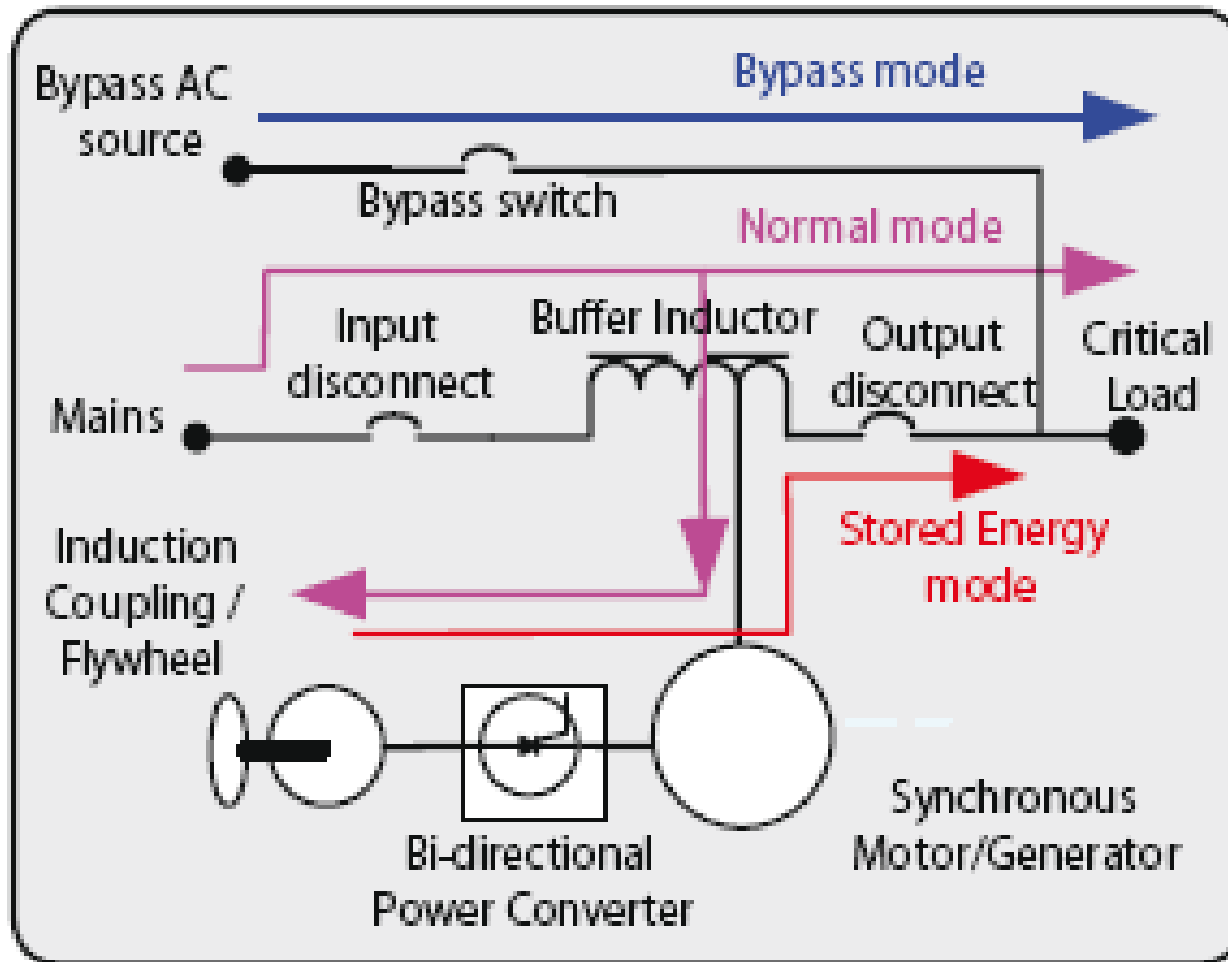 Bypass AC
source
Bypass mode
Bypass switch
Normal mode
Input
disconnect
Buffer Inductor
Output
disconnect
Critical
Load
Mains
Induction
Coupling /
Flywheel
Stored Energy
mode
Bi-directional
Power Converter
Synchronous
Motor/Generator